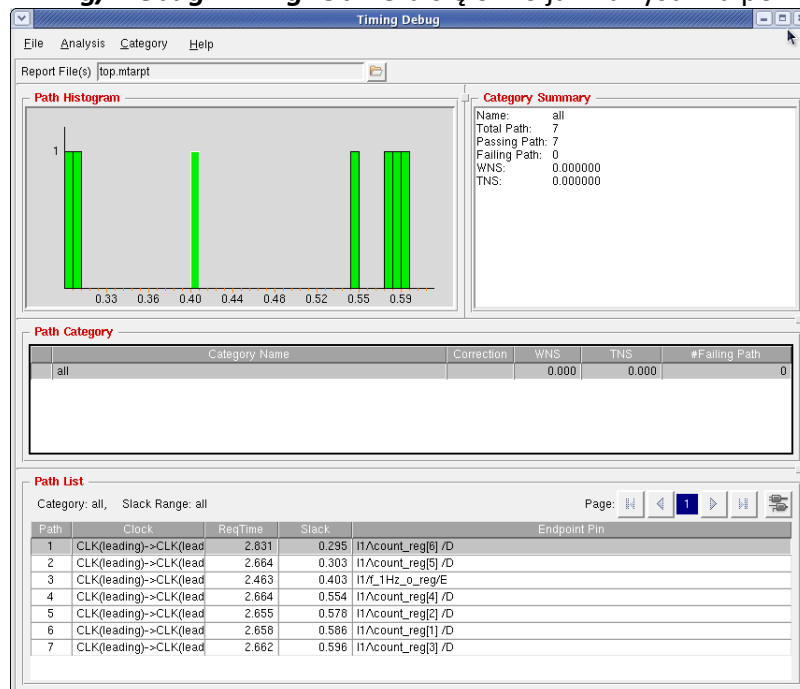 Timing Debug
File Analysis Category Help
Report File(s) top.mtarpt
Path Histogram
1
0.33 0.36 0.40 0.44 0.48 0.52 0.55 0.59
Category Summary
Name: all
Total Path: 7
Passing Path: 7
Failing Path: 0
WNS: 0.000000
TNS: 0.000000
Path Category
Category Name Correction WNS TNS #Failing Path
all 0.000 0.000 0
Path List
Category: all, Slack Range: all Page: 1
Path Clock ReqTime Slack Endpoint Pin
1 CLK(leading)->CLK(lead 2.831 0.295 I1/\count_reg[6] /D
2 CLK(leading)->CLK(lead 2.664 0.303 I1/\count_reg[5] /D
3 CLK(leading)->CLK(lead 2.463 0.403 I1/f_1Hz_o_reg/E
4 CLK(leading)->CLK(lead 2.664 0.554 I1/\count_reg[4] /D
5 CLK(leading)->CLK(lead 2.655 0.578 I1/\count_reg[2] /D
6 CLK(leading)->CLK(lead 2.658 0.586 I1/\count_reg[1] /D
7 CLK(leading)->CLK(lead 2.662 0.596 I1/\count_reg[3] /D